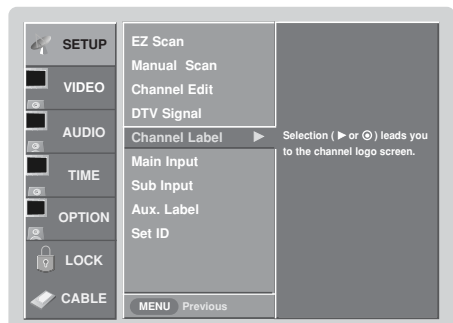 SETUP
VIDEO
AUDIO
TIME
OPTION
LOCK
CABLE
EZ Scan
Manual Scan
Channel Edit
DTV Signal
Channel Label ▶
Main Input
Sub Input
Aux. Label
Set ID
MENU Previous
Selection ( ▶ or ◉ ) leads you
to the channel logo screen.